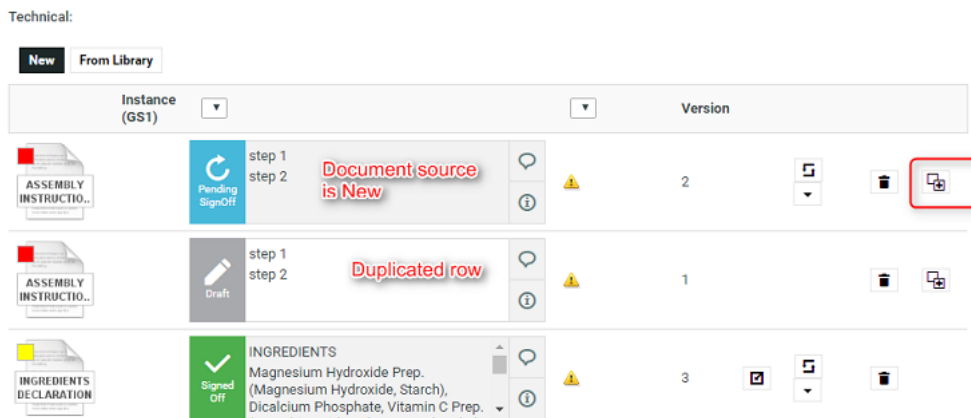 Technical:
New From Library
Instance
(GS1)
Version
ASSEMBLY
INSTRUCTIO..
Pending
SignOff
step 1
step 2
Document source
is New
2
ASSEMBLY
INSTRUCTIO..
Draft
step 1
step 2
Duplicated row
1
INGREDIENTS
DECLARATION
Signed
Off
INGREDIENTS
Magnesium Hydroxide Prep.
(Magnesium Hydroxide, Starch),
Dicalcium Phosphate, Vitamin C Prep.
3